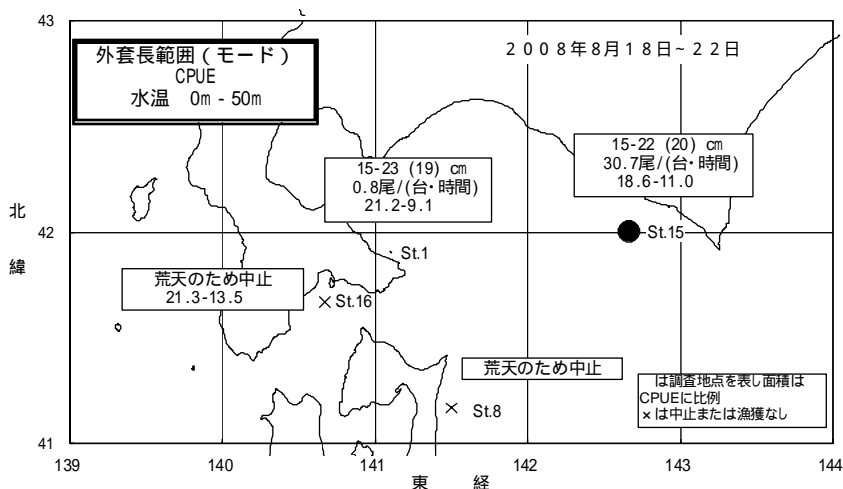 43
外套長範囲(モード)
CPUE
水温 0m - 50m
2008年8月18日~22日
15-22 (20) cm
30.7尾/(台・時間)
18.6-11.0
15-23 (19) cm
0.8尾/(台・時間)
21.2-9.1
北
緯
42
St.15
St.1
荒天のため中止
21.3-13.5
St.16
荒天のため中止
は調査地点を表し面積は
CPUEに比例
×は中止または漁獲なし
St.8
41
139
140
141
142
143
144
東 経